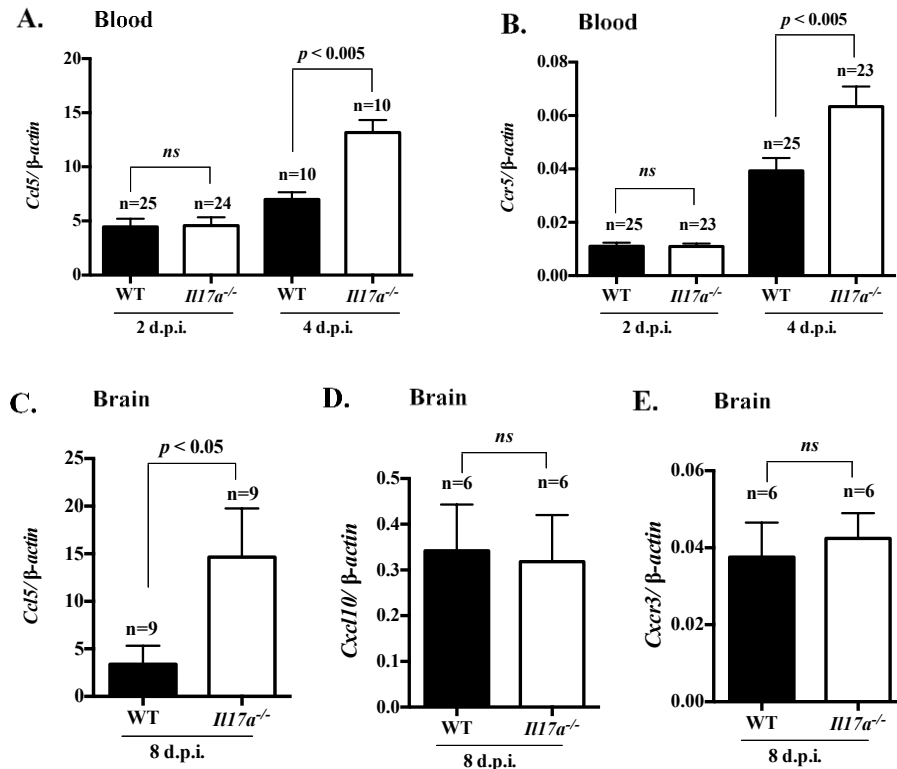 A. Blood
Ccl5/β-actin
20
15
10
5
0
ns
n=25
n=24
p < 0.005
n=10
n=10
WT
Il17a-/-
WT
Il17a-/-
2 d.p.i.
4 d.p.i.
B. Blood
Ccr5/β-actin
0.08
0.06
0.04
0.02
0.00
ns
n=25
n=23
p < 0.005
n=25
n=23
WT
Il17a-/-
WT
Il17a-/-
2 d.p.i.
4 d.p.i.
C. Brain
Ccl5/β-actin
25
20
15
10
5
0
p < 0.05
n=9
n=9
WT
Il17a-/-
8 d.p.i.
D. Brain
Cxcl10/ β-actin
0.5
0.4
0.3
0.2
0.1
0.0
ns
n=6
n=6
WT
Il17a-/-
8 d.p.i.
E. Brain
Cxcr3/ β-actin
0.06
0.04
0.02
0.00
ns
n=6
n=6
WT
Il17a-/-
8 d.p.i.